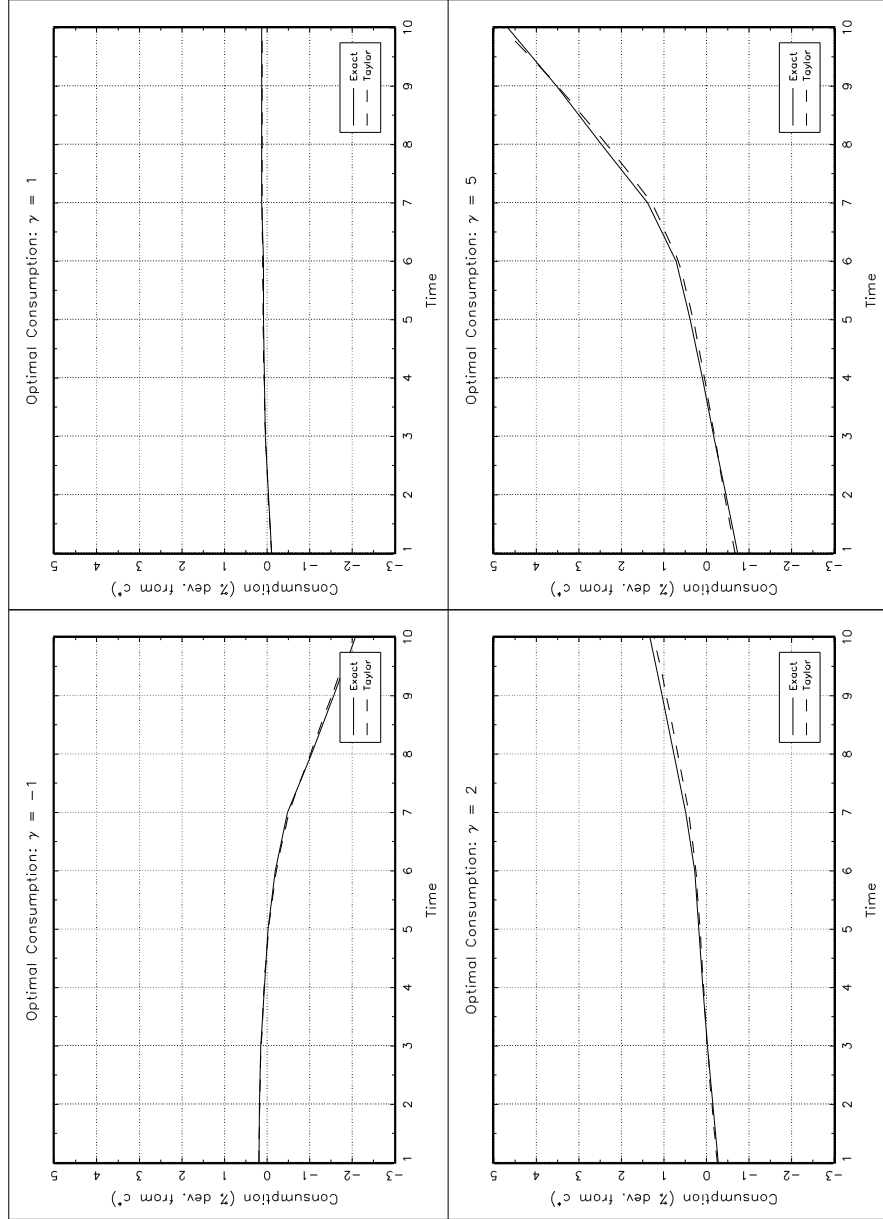 Optimal Consumption: γ = −1
Consumption (% dev. from c*)
5
4
3
2
1
0
−1
−2
−3
Exact
Taylor
1 2 3 4 5 6 7 8 9 10
Time
Optimal Consumption: γ = 1
Consumption (% dev. from c*)
5
4
3
2
1
0
−1
−2
−3
Exact
Taylor
1 2 3 4 5 6 7 8 9 10
Time
Optimal Consumption: γ = 2
Consumption (% dev. from c*)
5
4
3
2
1
0
−1
−2
−3
Exact
Taylor
1 2 3 4 5 6 7 8 9 10
Time
Optimal Consumption: γ = 5
Consumption (% dev. from c*)
5
4
3
2
1
0
−1
−2
−3
Exact
Taylor
1 2 3 4 5 6 7 8 9 10
Time